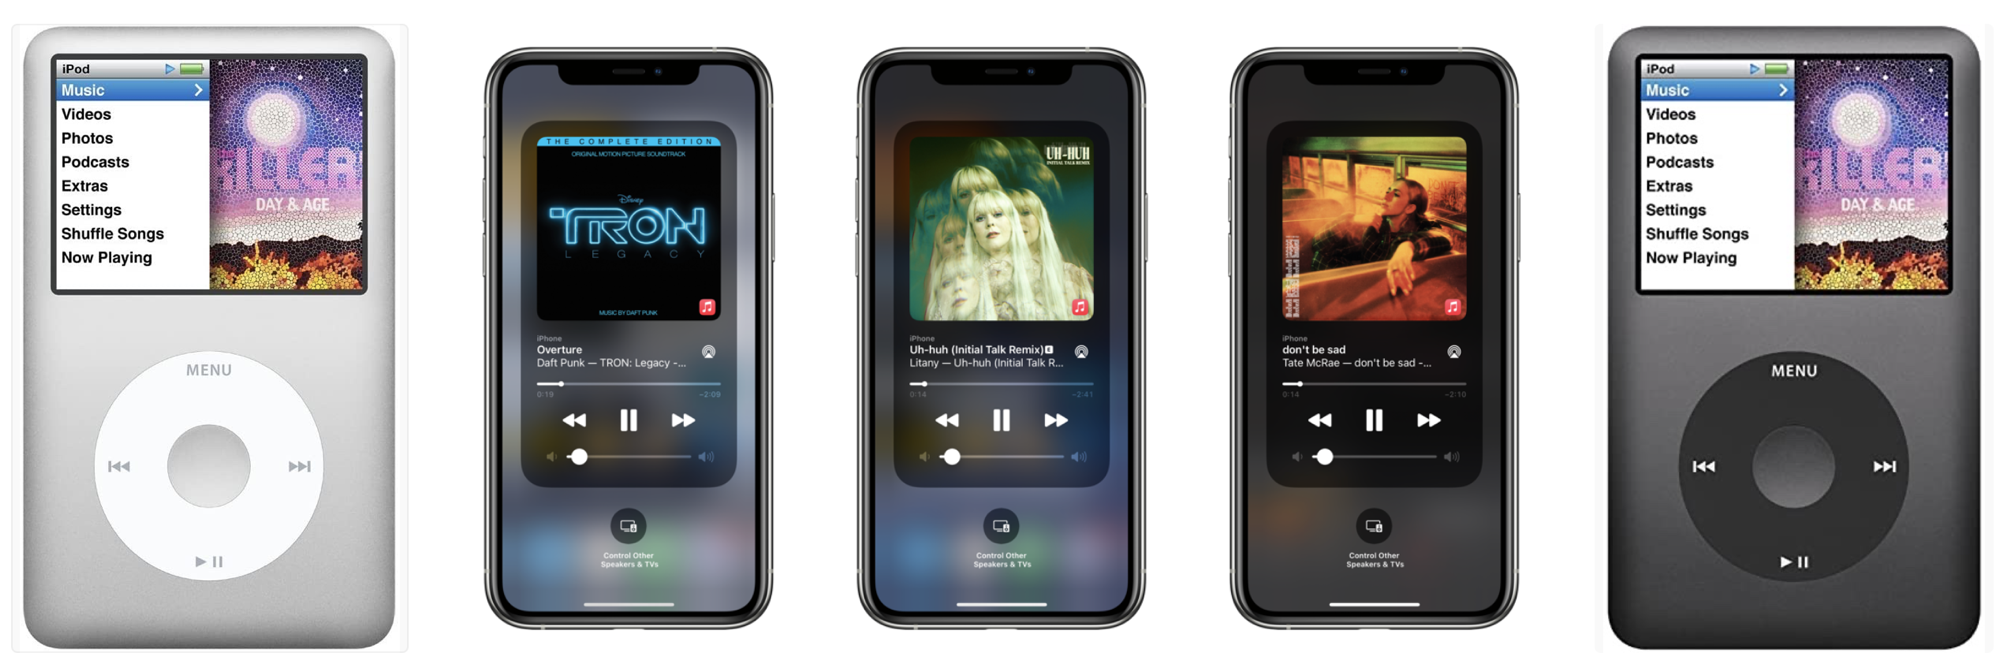 iPod
Music
Videos
Photos
Podcasts
Extras
Settings
Shuffle Songs
Now Playing
KILLER
DAY & AGE
MENU
THE COMPLETE EDITION
ORIGINAL MOTION PICTURE SOUNDTRACK
Disney
TRON
LEGACY
MUSIC BY DAFT PUNK
iPhone
Overture
Daft Punk — TRON: Legacy -...
0:19 -2:09
Control Other
Speakers & TVs
UH-HUH
INITIAL TALK REMIX
iPhone
Uh-huh (Initial Talk Remix) E
Litany — Uh-huh (Initial Talk R...
0:14 -2:41
Control Other
Speakers & TVs
iPhone
don't be sad
Tate McRae — don't be sad -...
0:14 -2:10
Control Other
Speakers & TVs
iPod
Music
Videos
Photos
Podcasts
Extras
Settings
Shuffle Songs
Now Playing
KILLER
DAY & AGE
MENU